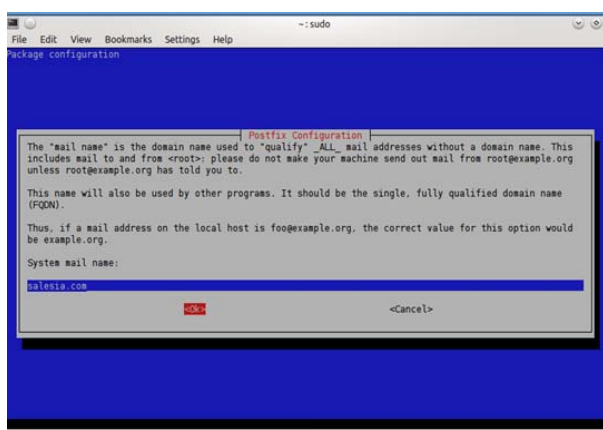 ~ : sudo
File Edit View Bookmarks Settings Help
Package configuration
Postfix Configuration
The "mail name" is the domain name used to "qualify" _ALL_ mail addresses without a domain name. This
includes mail to and from <root>: please do not make your machine send out mail from root@example.org
unless root@example.org has told you to.
This name will also be used by other programs. It should be the single, fully qualified domain name
(FQDN).
Thus, if a mail address on the local host is foo@example.org, the correct value for this option would
be example.org.
System mail name:
salesia.com
<Ok> <Cancel>